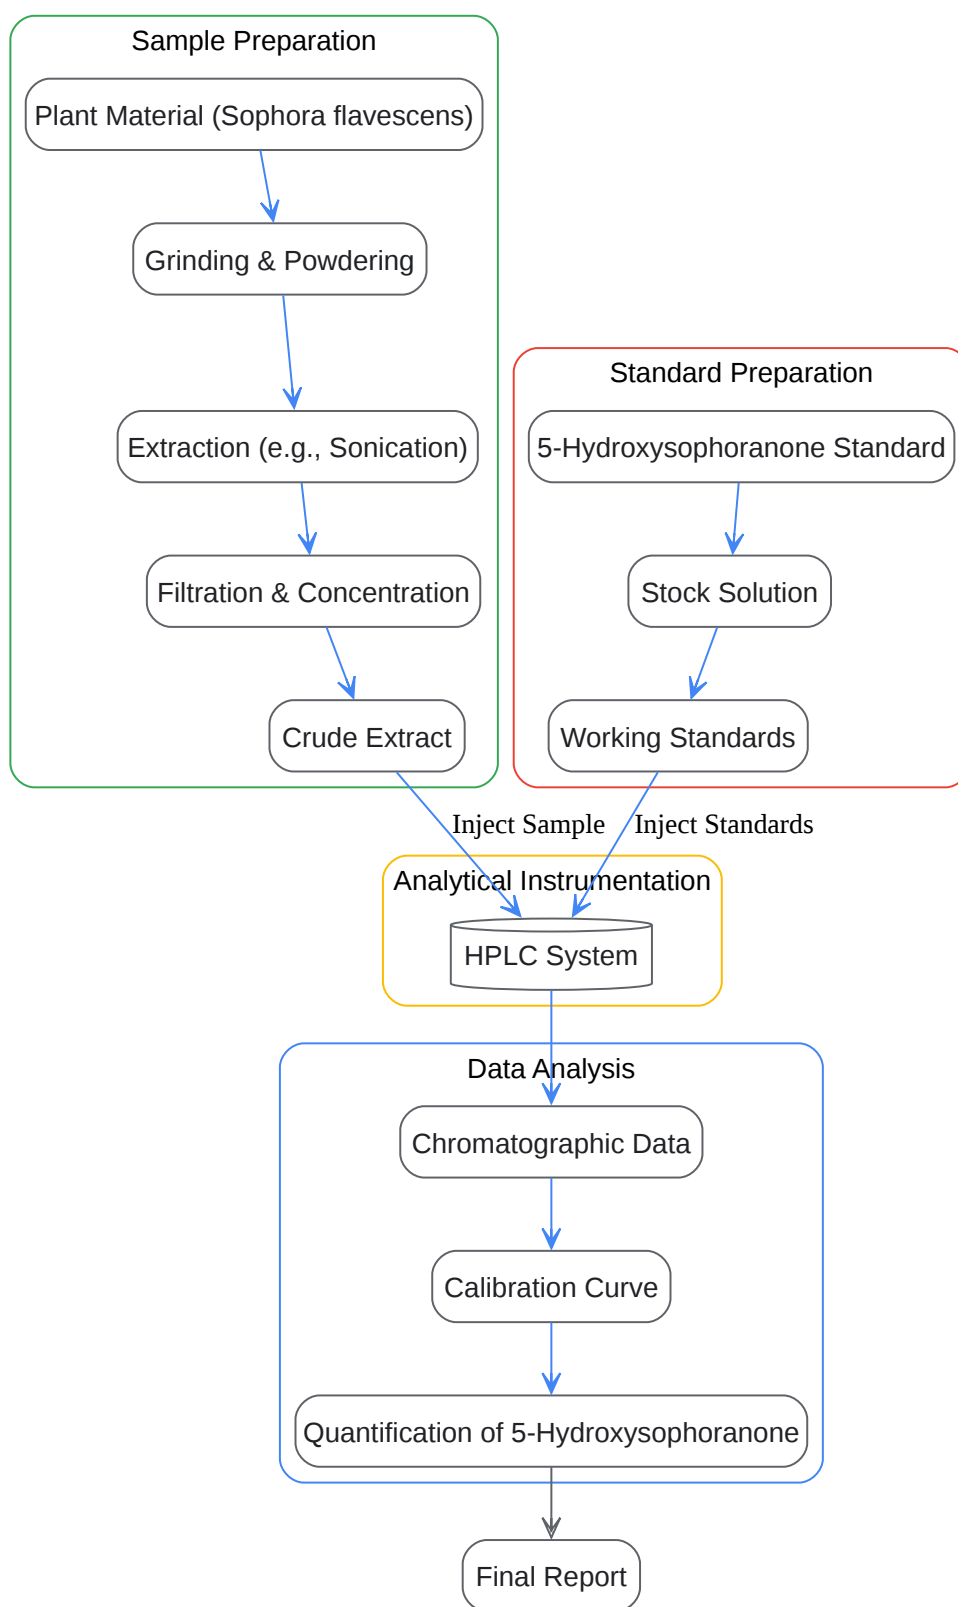 Sample Preparation
Plant Material (Sophora flavescens)
Grinding & Powdering
Extraction (e.g., Sonication)
Filtration & Concentration
Crude Extract
Standard Preparation
5-Hydroxysophoranone Standard
Stock Solution
Working Standards
Inject Sample
Inject Standards
Analytical Instrumentation
HPLC System
Data Analysis
Chromatographic Data
Calibration Curve
Quantification of 5-Hydroxysophoranone
Final Report